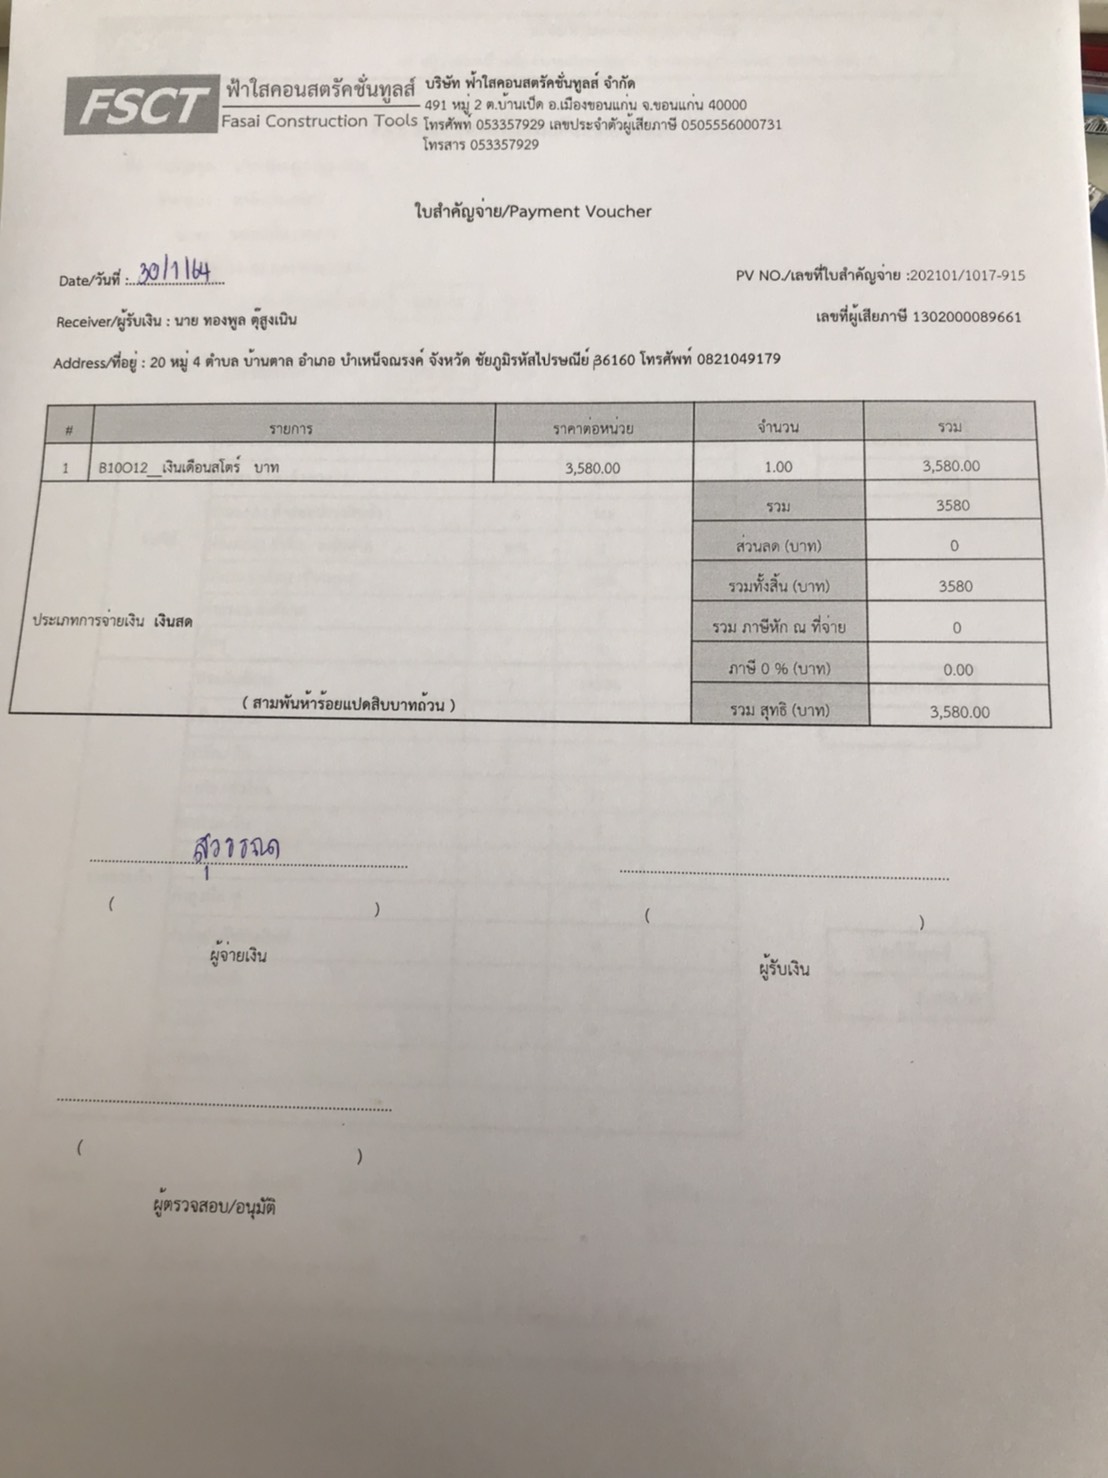 FSCT
ฟ้าใสคอนสตรัคชั่นทูลส์
Fasai Construction Tools
บริษัท ฟ้าใสคอนสตรัคชั่นทูลส์ จำกัด
491 หมู่ 2 ต.บ้านเป็ด อ.เมืองขอนแก่น จ.ขอนแก่น 40000
โทรศัพท์ 053357929 เลขประจำตัวผู้เสียภาษี 0505556000731
โทรสาร 053357929
ใบสำคัญจ่าย/Payment Voucher
Date/วันที่ : 30/1/64
PV NO./เลขที่ใบสำคัญจ่าย :202101/1017-915
Receiver/ผู้รับเงิน : นาย ทองพูล ตุ้สูงเนิน
เลขที่ผู้เสียภาษี 1302000089661
Address/ที่อยู่ : 20 หมู่ 4 ตำบล บ้านตาล อำเภอ บำเหน็จณรงค์ จังหวัด ชัยภูมิรหัสไปรษณีย์ 36160 โทรศัพท์ 0821049179
# รายการ ราคาต่อหน่วย จำนวน รวม
1 B10O12__เงินเดือนสโตร์ บาท 3,580.00 1.00 3,580.00
รวม 3580
ส่วนลด (บาท) 0
รวมทั้งสิ้น (บาท) 3580
ประเภทการจ่ายเงิน เงินสด
รวม ภาษีหัก ณ ที่จ่าย 0
ภาษี 0 % (บาท) 0.00
( สามพันห้าร้อยแปดสิบบาทถ้วน )
รวม สุทธิ (บาท) 3,580.00
( )
( )
ผู้จ่ายเงิน
ผู้รับเงิน
( )
ผู้ตรวจสอบ/อนุมัติ